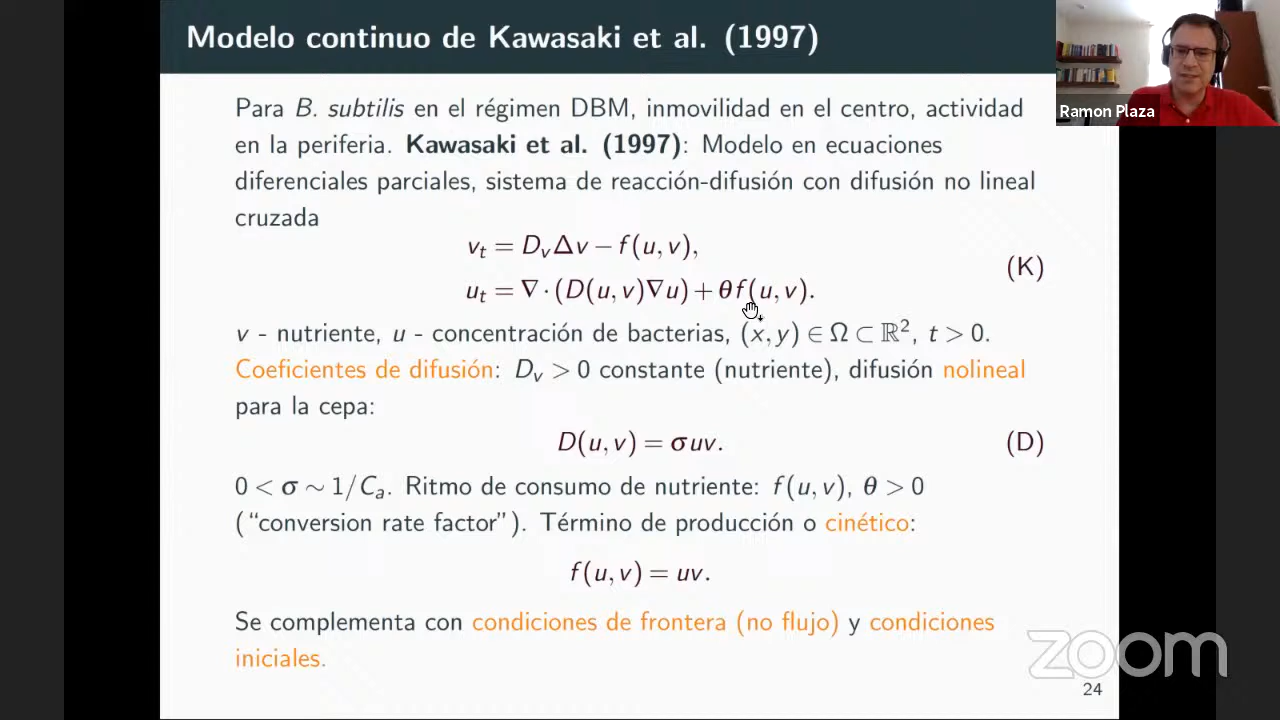 Modelo continuo de Kawasaki et al. (1997)
Ramon Plaza
Para B. subtilis en el régimen DBM, inmovilidad en el centro, actividad
en la periferia. Kawasaki et al. (1997): Modelo en ecuaciones
diferenciales parciales, sistema de reacción-difusión con difusión no lineal
cruzada
v_t = D_v Δv − f(u, v),
u_t = ∇ · (D(u, v)∇u) + θf(u, v).
(K)
v - nutriente, u - concentración de bacterias, (x, y) ∈ Ω ⊂ ℝ², t > 0.
Coeficientes de difusión: D_v > 0 constante (nutriente), difusión nolineal
para la cepa:
D(u, v) = σuv. (D)
0 < σ ∼ 1/C_a. Ritmo de consumo de nutriente: f(u, v), θ > 0
(“conversion rate factor”). Término de producción o cinético:
f(u, v) = uv.
Se complementa con condiciones de frontera (no flujo) y condiciones
iniciales.
zoom
24